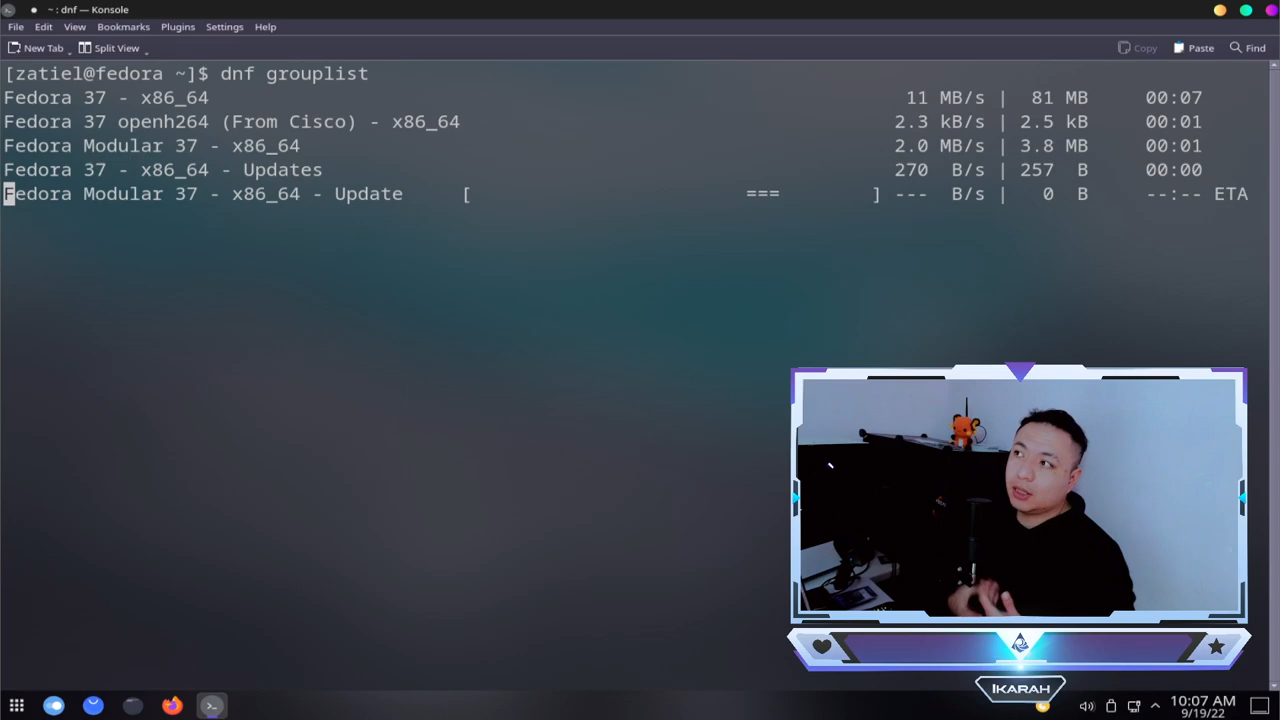 ~ : dnf — Konsole
File Edit View Bookmarks Plugins Settings Help
New Tab Split View Copy Paste Find
[zatiel@fedora ~]$ dnf grouplist
Fedora 37 - x86_64 11 MB/s | 81 MB 00:07
Fedora 37 openh264 (From Cisco) - x86_64 2.3 kB/s | 2.5 kB 00:01
Fedora Modular 37 - x86_64 2.0 MB/s | 3.8 MB 00:01
Fedora 37 - x86_64 - Updates 270 B/s | 257 B 00:00
Fedora Modular 37 - x86_64 - Update [ === ] --- B/s | 0 B --:-- ETA
IKARAH
10:07 AM
9/19/22